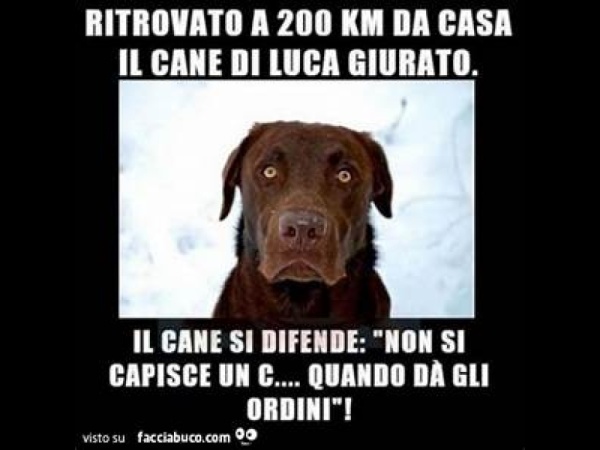 RITROVATO A 200 KM DA CASA
IL CANE DI LUCA GIURATO.
IL CANE SI DIFENDE: "NON SI
CAPISCE UN C.... QUANDO DÀ GLI
ORDINI"!
visto su facciabuco.com